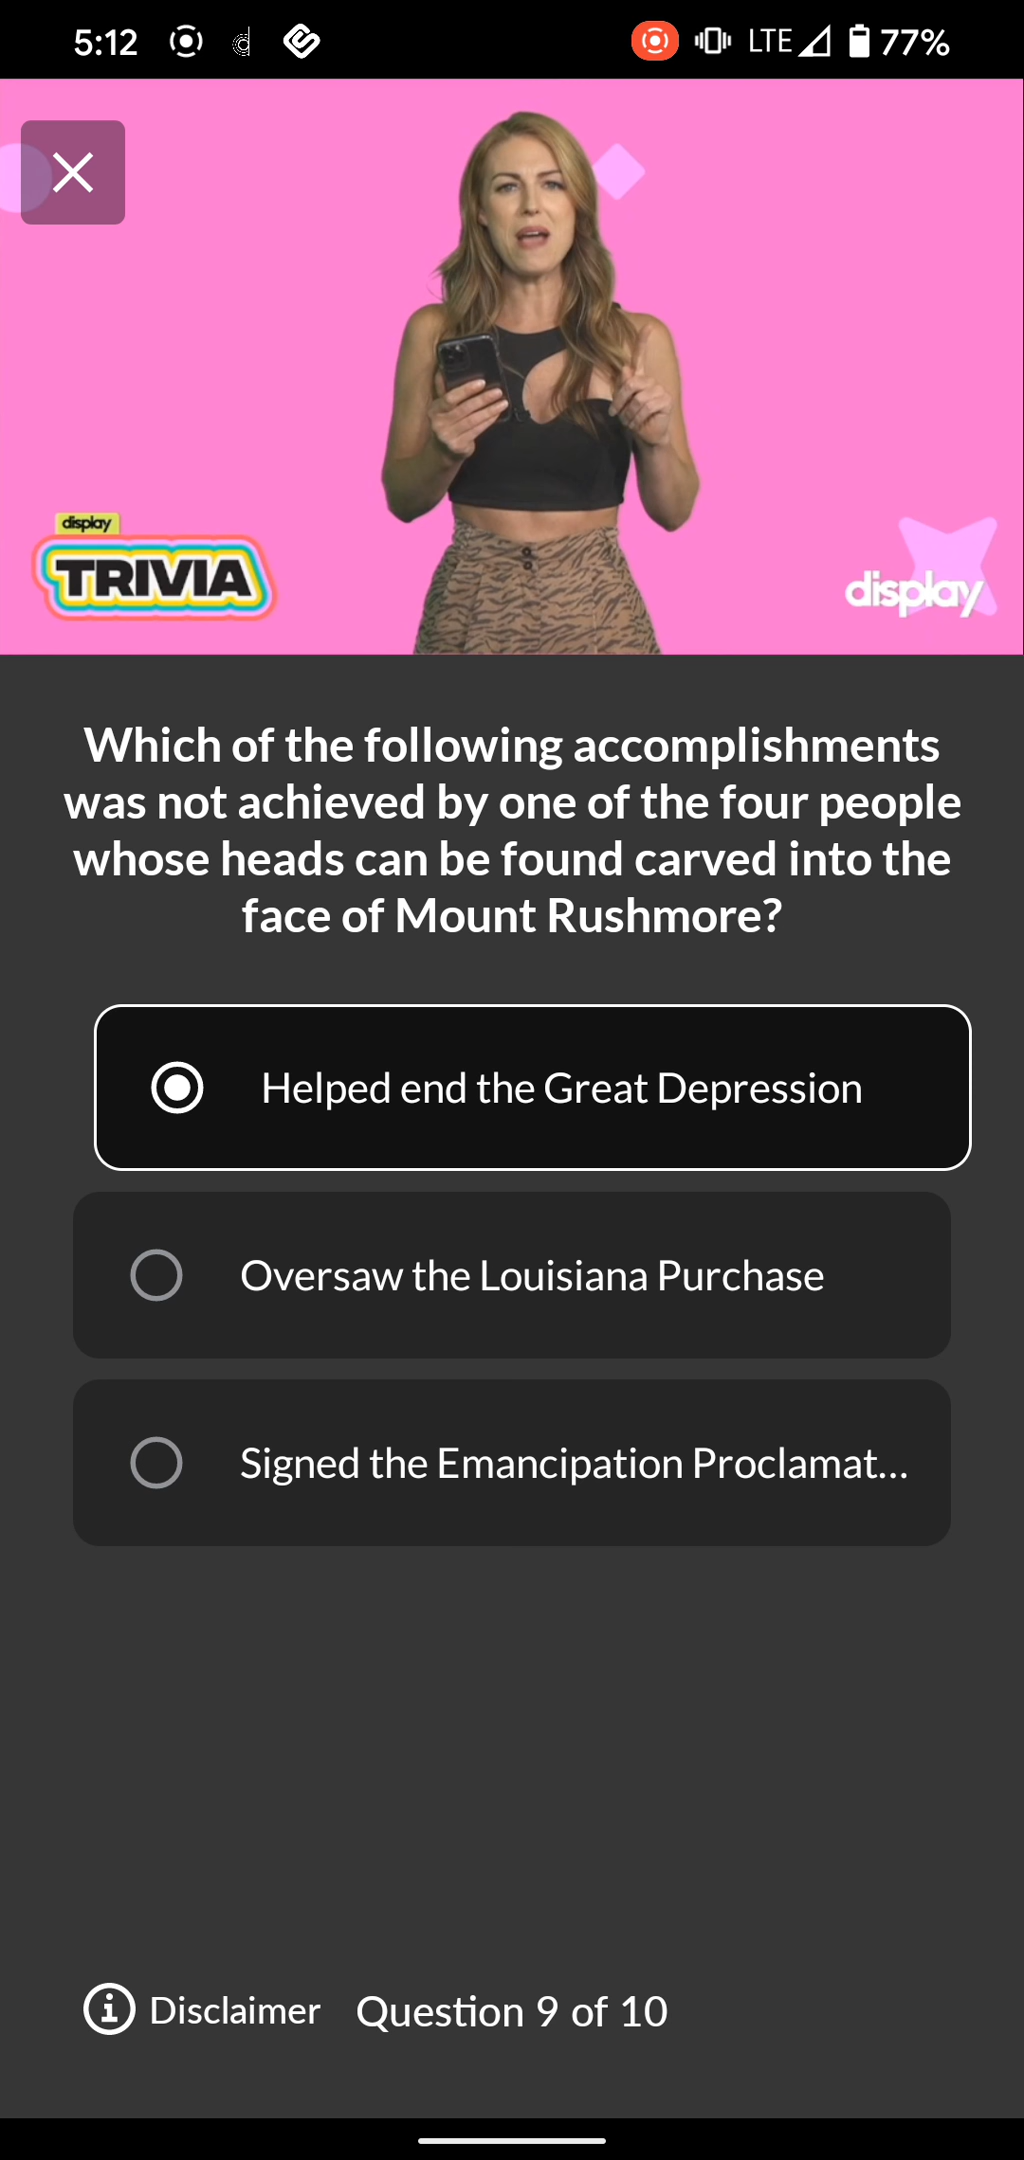 5:12
LTE 77%
display
TRIVIA
display
Which of the following accomplishments
was not achieved by one of the four people
whose heads can be found carved into the
face of Mount Rushmore?
Helped end the Great Depression
Oversaw the Louisiana Purchase
Signed the Emancipation Proclamat...
Disclaimer Question 9 of 10